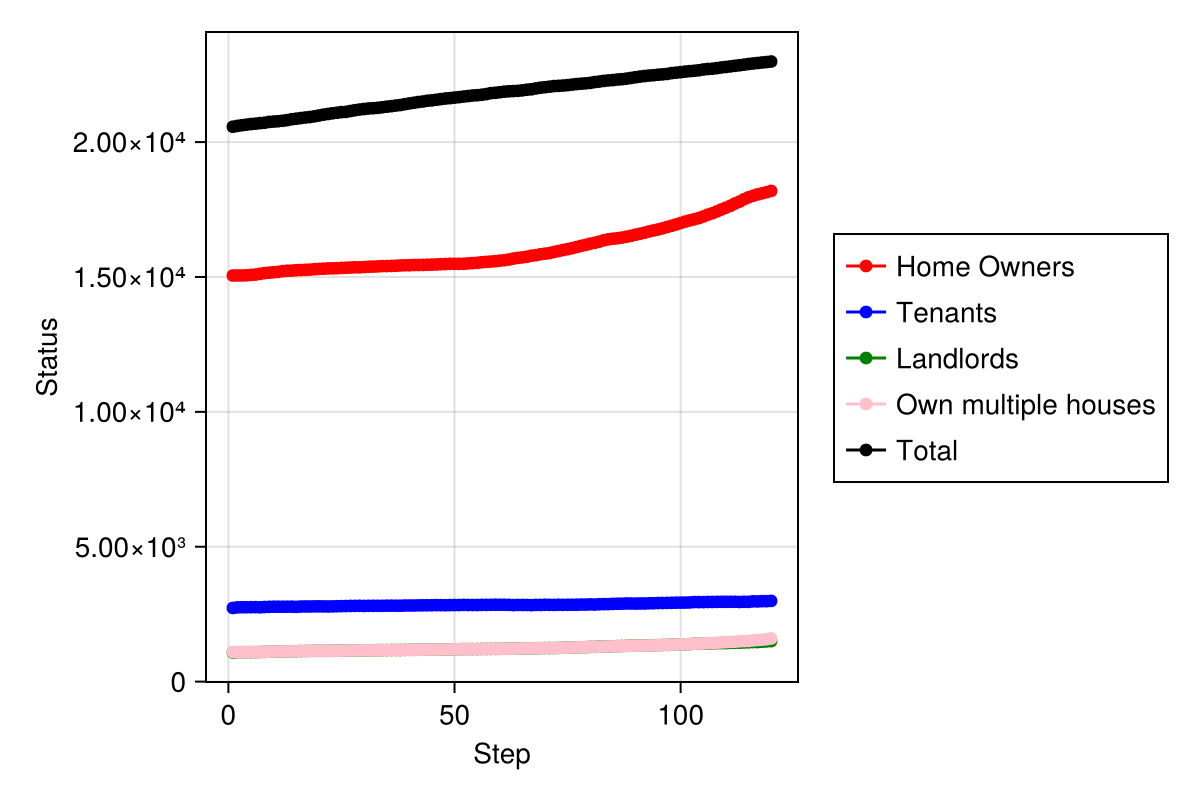 2.00×10⁴
1.50×10⁴
1.00×10⁴
5.00×10³
0
0 50 100
Status
Step
Home Owners
Tenants
Landlords
Own multiple houses
Total